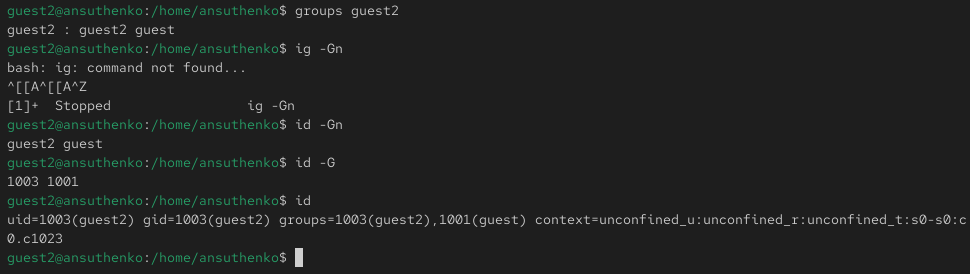 guest2@ansuthenko:/home/ansuthenko$ groups guest2
guest2 : guest2 guest
guest2@ansuthenko:/home/ansuthenko$ ig -Gn
bash: ig: command not found...
^[[A^[[A^Z
[1]+  Stopped                 ig -Gn
guest2@ansuthenko:/home/ansuthenko$ id -Gn
guest2 guest
guest2@ansuthenko:/home/ansuthenko$ id -G
1003 1001
guest2@ansuthenko:/home/ansuthenko$ id
uid=1003(guest2) gid=1003(guest2) groups=1003(guest2),1001(guest) context=unconfined_u:unconfined_r:unconfined_t:s0-s0:c
0.c1023
guest2@ansuthenko:/home/ansuthenko$